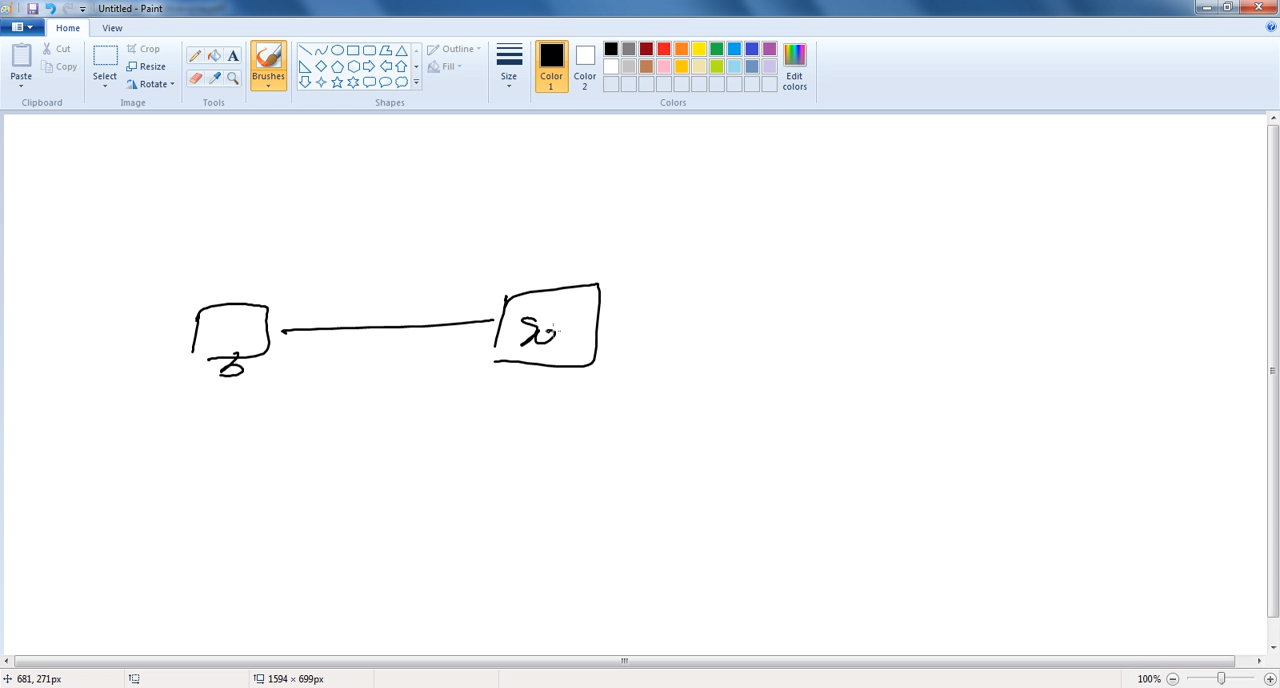 Untitled - Paint
Home
View
Paste
Cut
Copy
Clipboard
Select
Crop
Resize
Rotate
Image
Tools
Brushes
Outline
Fill
Shapes
Size
Color 1
Color 2
Edit colors
Colors
681, 271px
1594 × 699px
100%